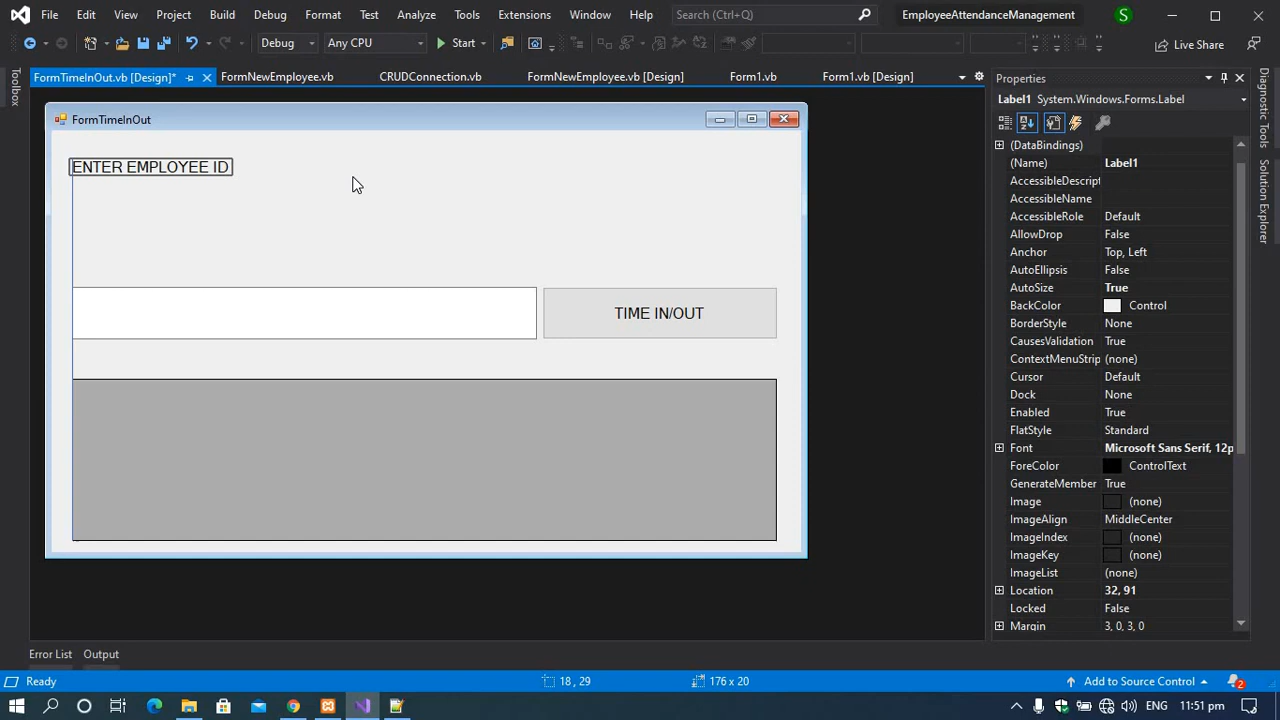 File Edit View Project Build Debug Format Test Analyze Tools Extensions Window Help Search (Ctrl+Q) EmployeeAttendanceManagement S
Debug Any CPU Start Live Share
FormTimeInOut.vb [Design]* FormNewEmployee.vb CRUDConnection.vb FormNewEmployee.vb [Design] Form1.vb Form1.vb [Design]
Toolbox
FormTimeInOut
ENTER EMPLOYEE ID
TIME IN/OUT
Properties
Label1 System.Windows.Forms.Label
(DataBindings)
(Name) Label1
AccessibleDescript
AccessibleName
AccessibleRole Default
AllowDrop False
Anchor Top, Left
AutoEllipsis False
AutoSize True
BackColor Control
BorderStyle None
CausesValidation True
ContextMenuStrip (none)
Cursor Default
Dock None
Enabled True
FlatStyle Standard
Font Microsoft Sans Serif, 12p
ForeColor ControlText
GenerateMember True
Image (none)
ImageAlign MiddleCenter
ImageIndex (none)
ImageKey (none)
ImageList (none)
Location 32, 91
Locked False
Margin 3, 0, 3, 0
Diagnostic Tools
Solution Explorer
Error List Output
Ready 18 , 29 176 x 20 Add to Source Control 2
ENG 11:51 pm 2